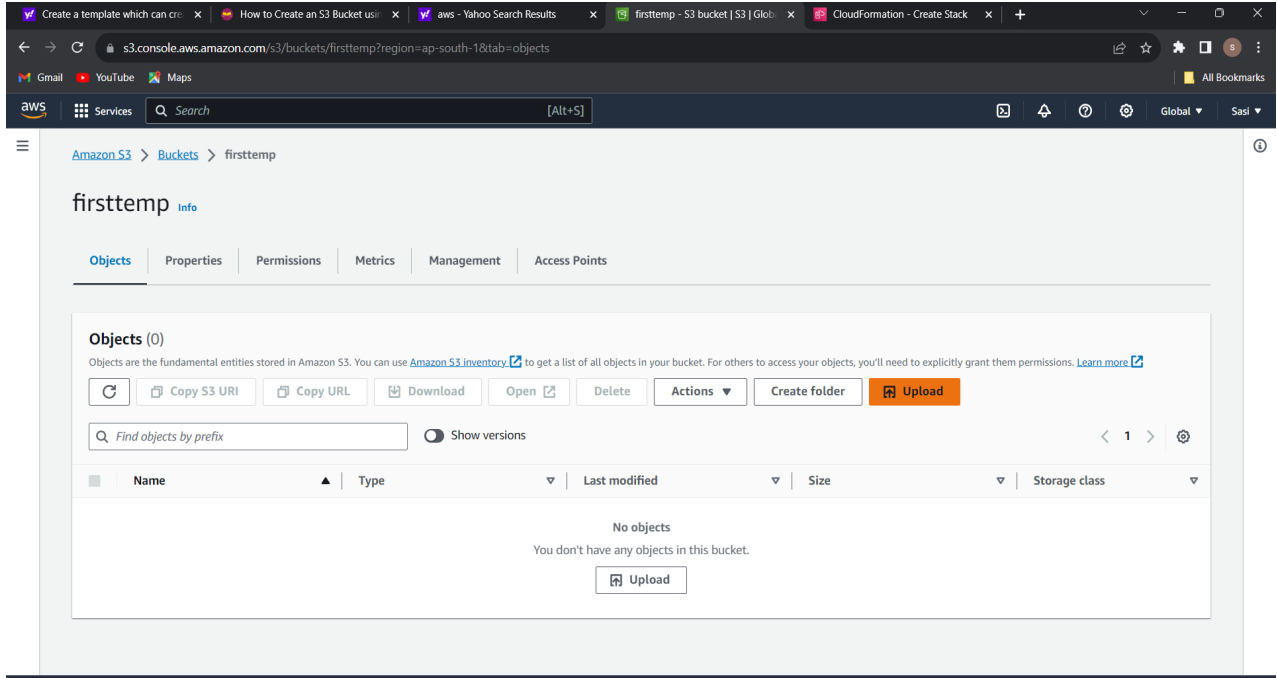 Create a template which can cre
How to Create an S3 Bucket usin
aws - Yahoo Search Results
firsttemp - S3 bucket | S3 | Glob
CloudFormation - Create Stack
s3.console.aws.amazon.com/s3/buckets/firsttemp?region=ap-south-1&tab=objects
S
Gmail
YouTube
Maps
All Bookmarks
aws
Services
Search
[Alt+S]
Global
Sasi
Amazon S3 > Buckets > firsttemp
firsttemp Info
Objects
Properties
Permissions
Metrics
Management
Access Points
Objects (0)
Objects are the fundamental entities stored in Amazon S3. You can use Amazon S3 inventory to get a list of all objects in your bucket. For others to access your objects, you'll need to explicitly grant them permissions. Learn more
Copy S3 URI
Copy URL
Download
Open
Delete
Actions
Create folder
Upload
Find objects by prefix
Show versions
< 1 >
Name
Type
Last modified
Size
Storage class
No objects
You don't have any objects in this bucket.
Upload